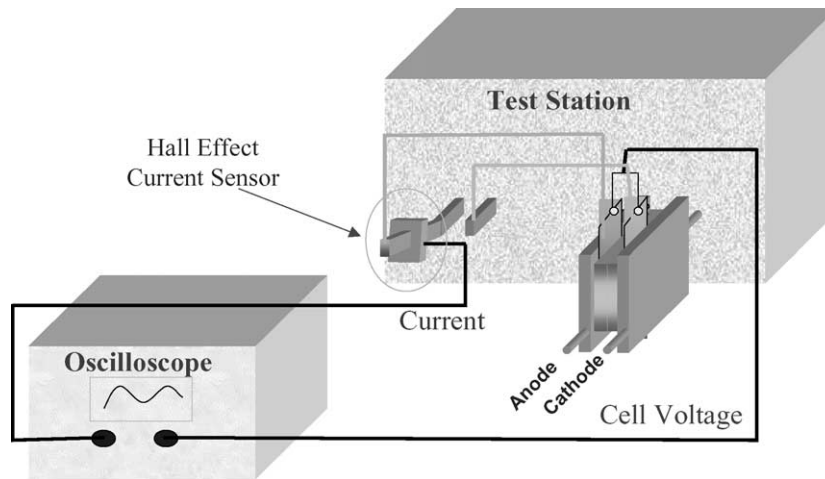 Test Station
Hall Effect
Current Sensor
Current
Oscilloscope
Anode
Cathode
Cell Voltage